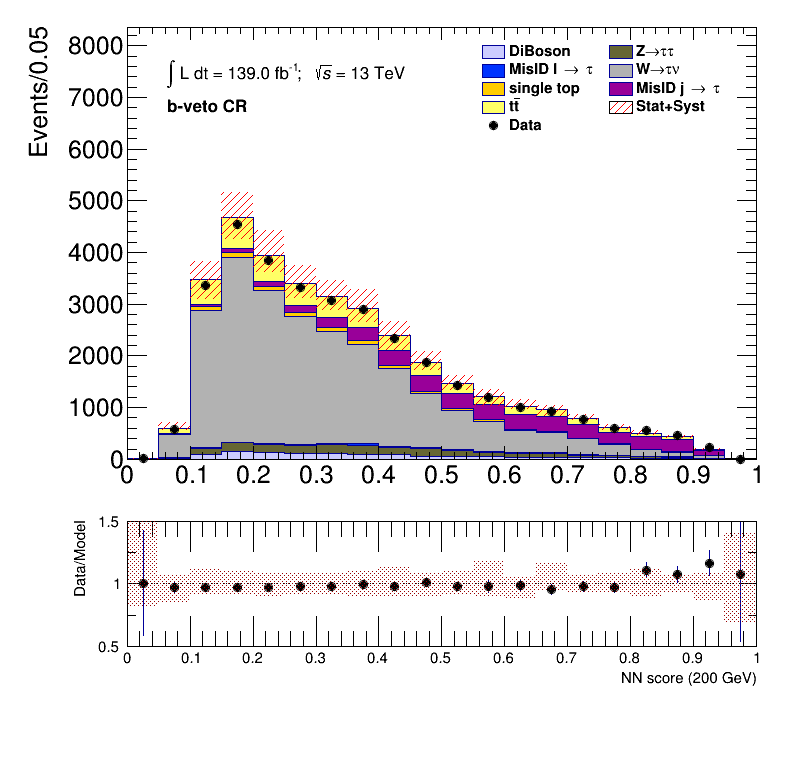 Events/0.05
8000
7000
6000
5000
4000
3000
2000
1000
0
∫ L dt = 139.0 fb⁻¹; √s = 13 TeV
b-veto CR
DiBoson
MisID l → τ
single top
tt̄
Data
Z→ττ
W→τν
MisID j → τ
Stat+Syst
0 0.1 0.2 0.3 0.4 0.5 0.6 0.7 0.8 0.9 1
Data/Model
1.5
1
0.5
0 0.1 0.2 0.3 0.4 0.5 0.6 0.7 0.8 0.9 1
NN score (200 GeV)